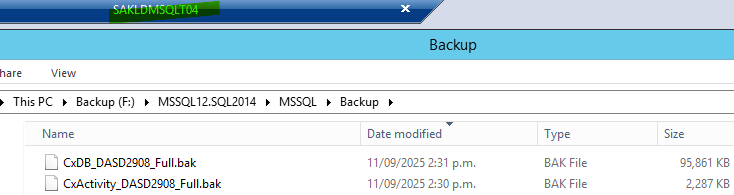 SAKLDMSQLT04
Backup
hare View
This PC Backup (F:) MSSQL12.SQL2014 MSSQL Backup
Name Date modified Type Size
CxDB_DASD2908_Full.bak 11/09/2025 2:31 p.m. BAK File 95,861 KB
CxActivity_DASD2908_Full.bak 11/09/2025 2:30 p.m. BAK File 2,287 KB